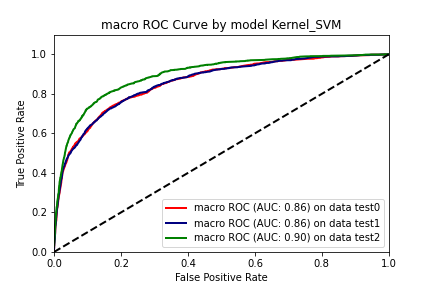 macro ROC Curve by model Kernel_SVM
True Positive Rate
1.0
0.8
0.6
0.4
0.2
0.0
macro ROC (AUC: 0.86) on data test0
macro ROC (AUC: 0.86) on data test1
macro ROC (AUC: 0.90) on data test2
0.0 0.2 0.4 0.6 0.8 1.0
False Positive Rate